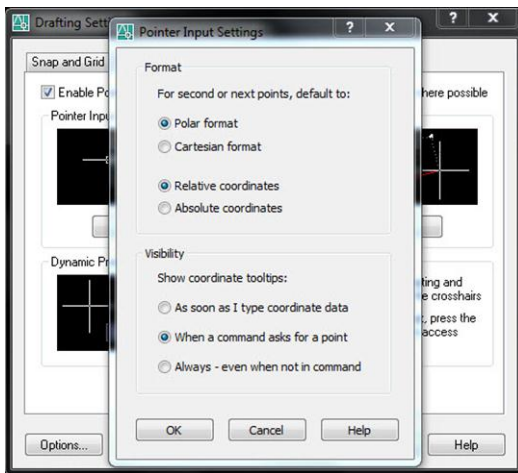 Drafting Sett
Pointer Input Settings
Snap and Grid
Enable Po
here possible
Pointer Inpu
Format
For second or next points, default to:
Polar format
Cartesian format
Relative coordinates
Absolute coordinates
Dynamic Pr
Visibility
Show coordinate tooltips:
As soon as I type coordinate data
When a command asks for a point
Always - even when not in command
ting and
e crosshairs
, press the
access
OK
Cancel
Help
Options...
Help